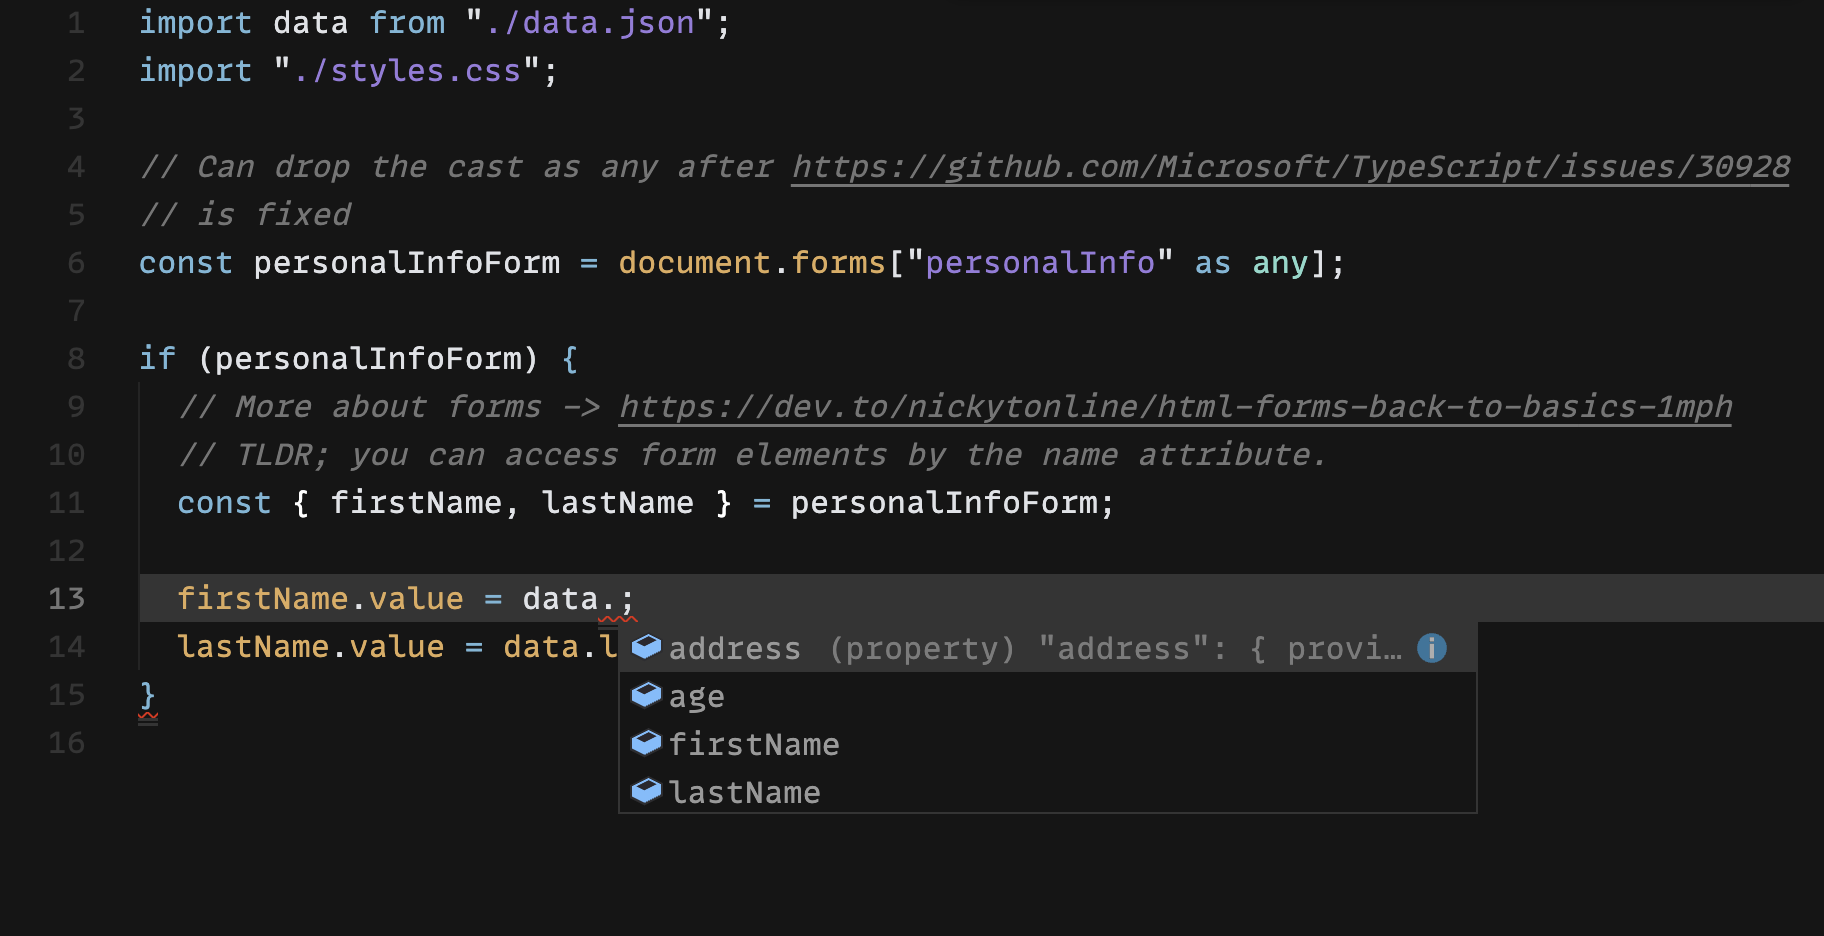 1 import data from "./data.json";
2 import "./styles.css";
3
4 // Can drop the cast as any after https://github.com/Microsoft/TypeScript/issues/30928
5 // is fixed
6 const personalInfoForm = document.forms["personalInfo" as any];
7
8 if (personalInfoForm) {
9 // More about forms -> https://dev.to/nickytonline/html-forms-back-to-basics-1mph
10 // TLDR; you can access form elements by the name attribute.
11 const { firstName, lastName } = personalInfoForm;
12
13 firstName.value = data.;
14 lastName.value = data.l
address (property) "address": { provi…
15 }
age
16
firstName
lastName